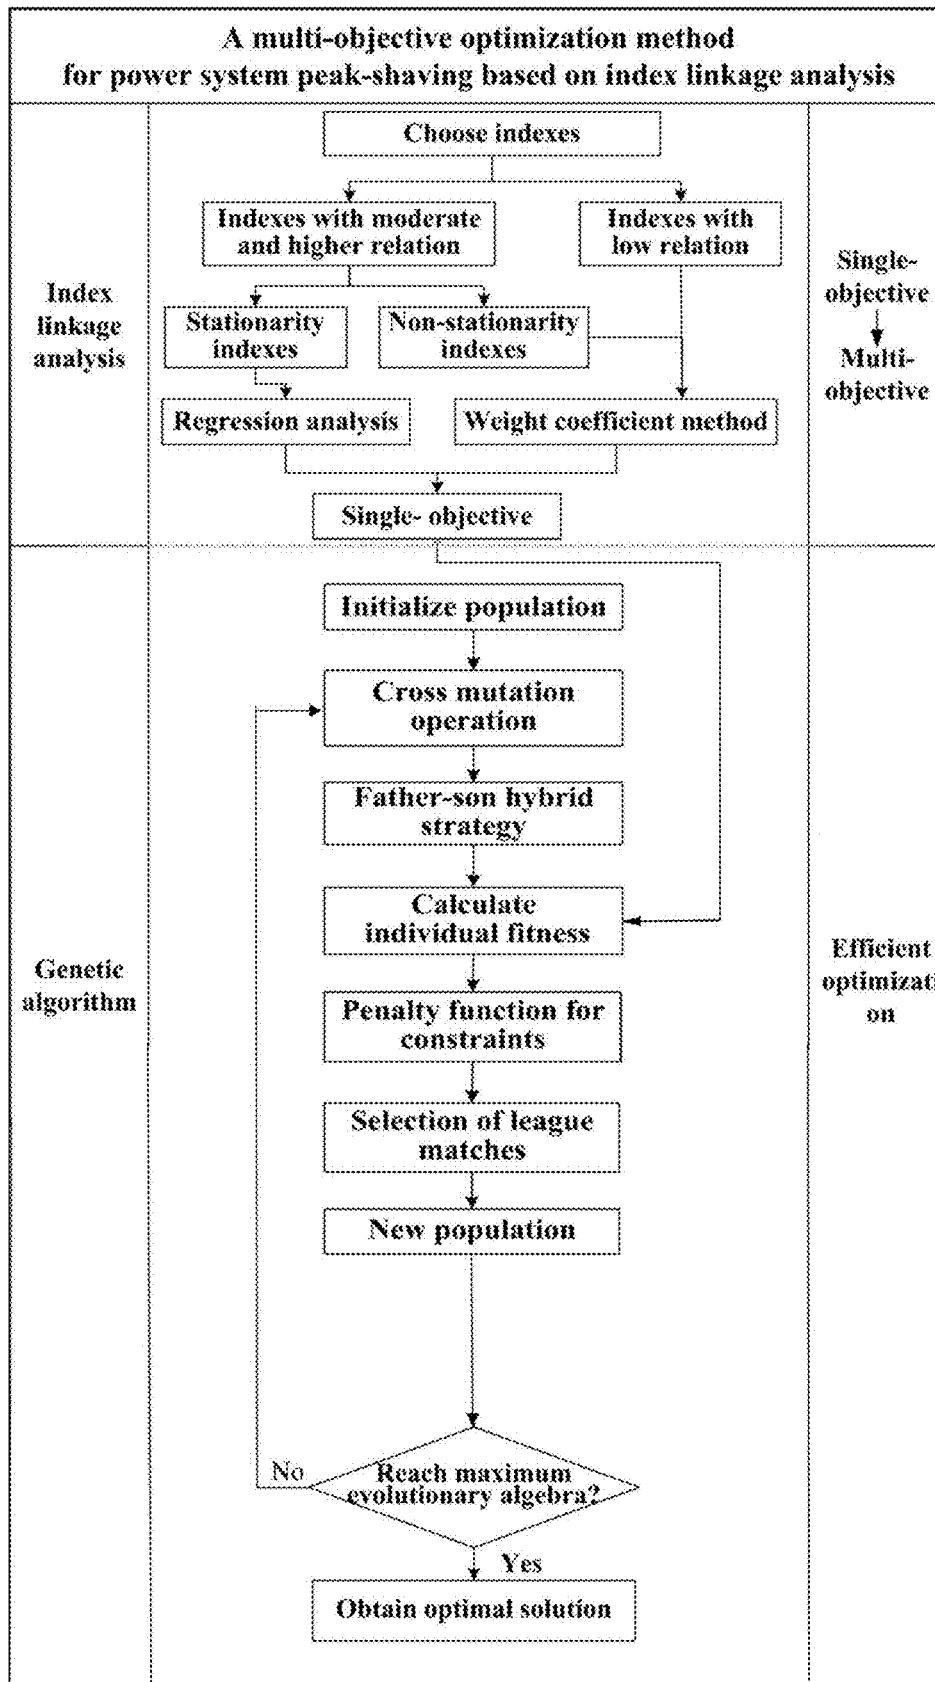 A multi-objective optimization method
for power system peak-shaving based on index linkage analysis
Choose indexes
Indexes with moderate
and higher relation
Indexes with
low relation
Index
linkage
analysis
Stationarity
indexes
Non-stationarity
indexes
Single-
objective
Multi-
objective
Regression analysis
Weight coefficient method
Single- objective
Initialize population
Cross mutation
operation
Father-son hybrid
strategy
Calculate
individual fitness
Genetic
algorithm
Efficient
optimizati
on
Penalty function for
constraints
Selection of league
matches
New population
Reach maximum
evolutionary algebra?
No
Yes
Obtain optimal solution